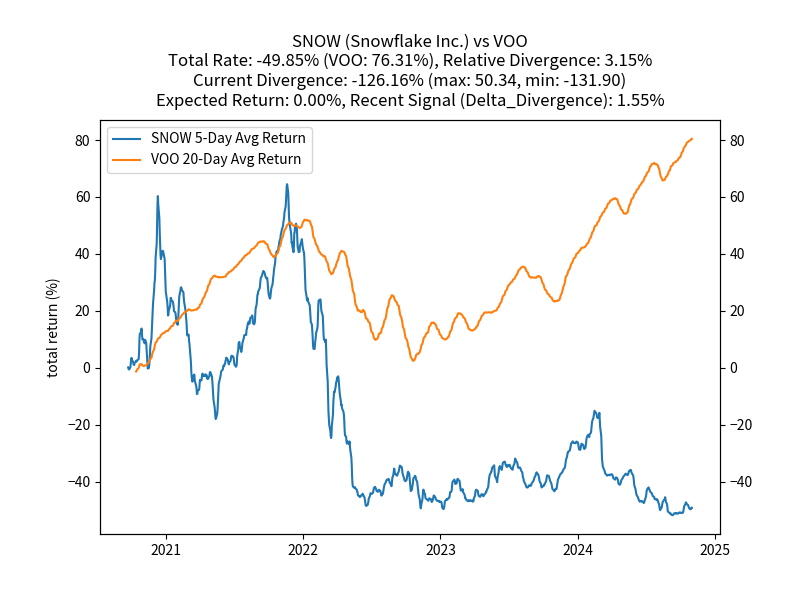 SNOW (Snowflake Inc.) vs VOO
Total Rate: -49.85% (VOO: 76.31%), Relative Divergence: 3.15%
Current Divergence: -126.16% (max: 50.34, min: -131.90)
Expected Return: 0.00%, Recent Signal (Delta_Divergence): 1.55%
SNOW 5-Day Avg Return
VOO 20-Day Avg Return
total return (%)
80
60
40
20
0
−20
−40
80
60
40
20
0
−20
−40
2021
2022
2023
2024
2025